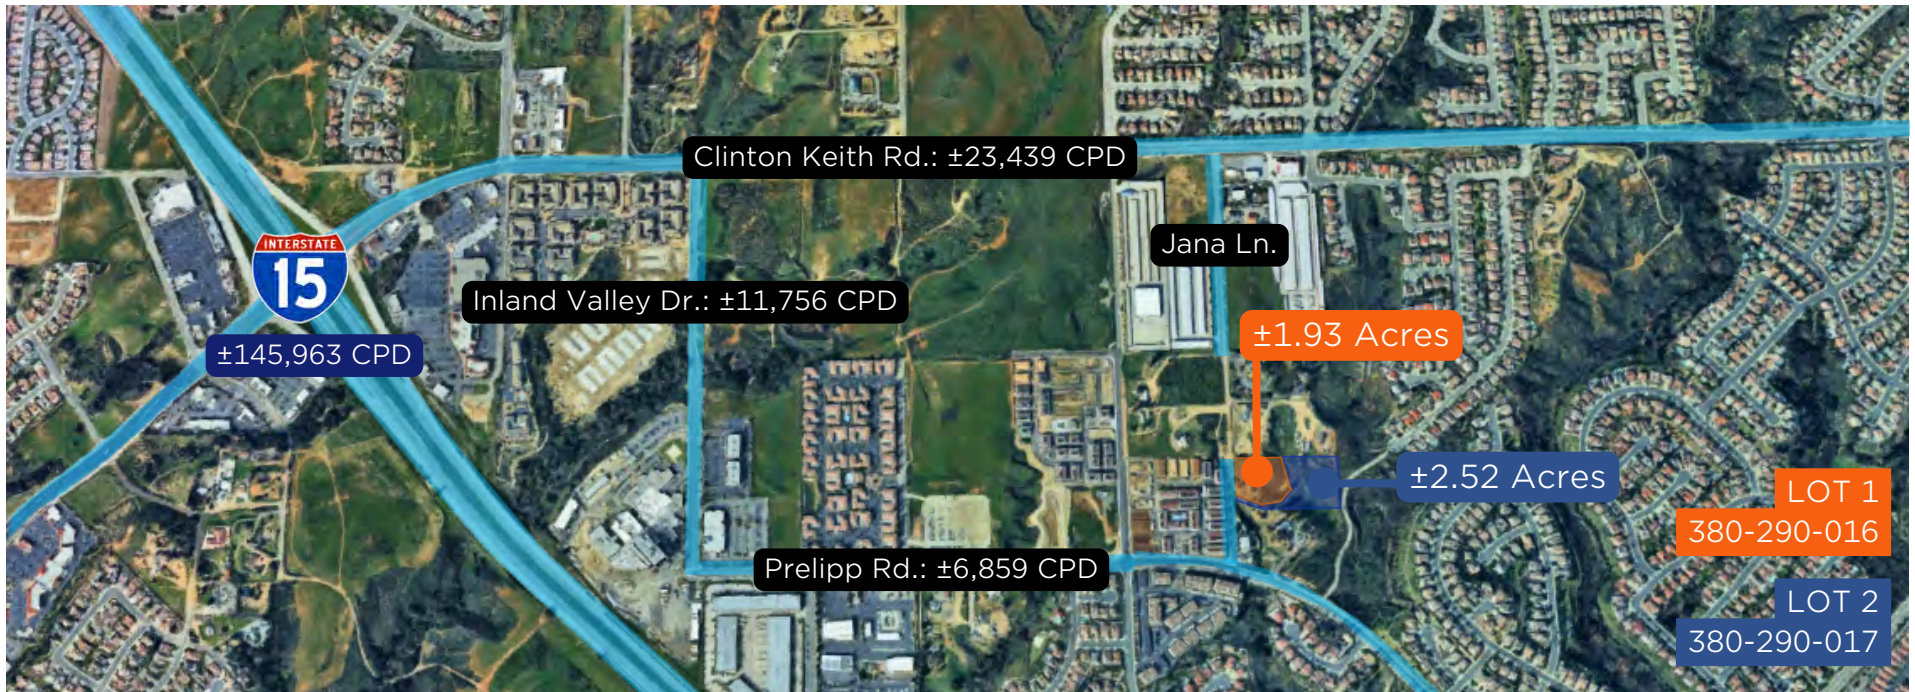 Clinton Keith Rd.: ±23,439 CPD
Jana Ln.
INTERSTATE
15
Inland Valley Dr.: ±11,756 CPD
±1.93 Acres
±145,963 CPD
±2.52 Acres
LOT 1
380-290-016
Prelipp Rd.: ±6,859 CPD
LOT 2
380-290-017